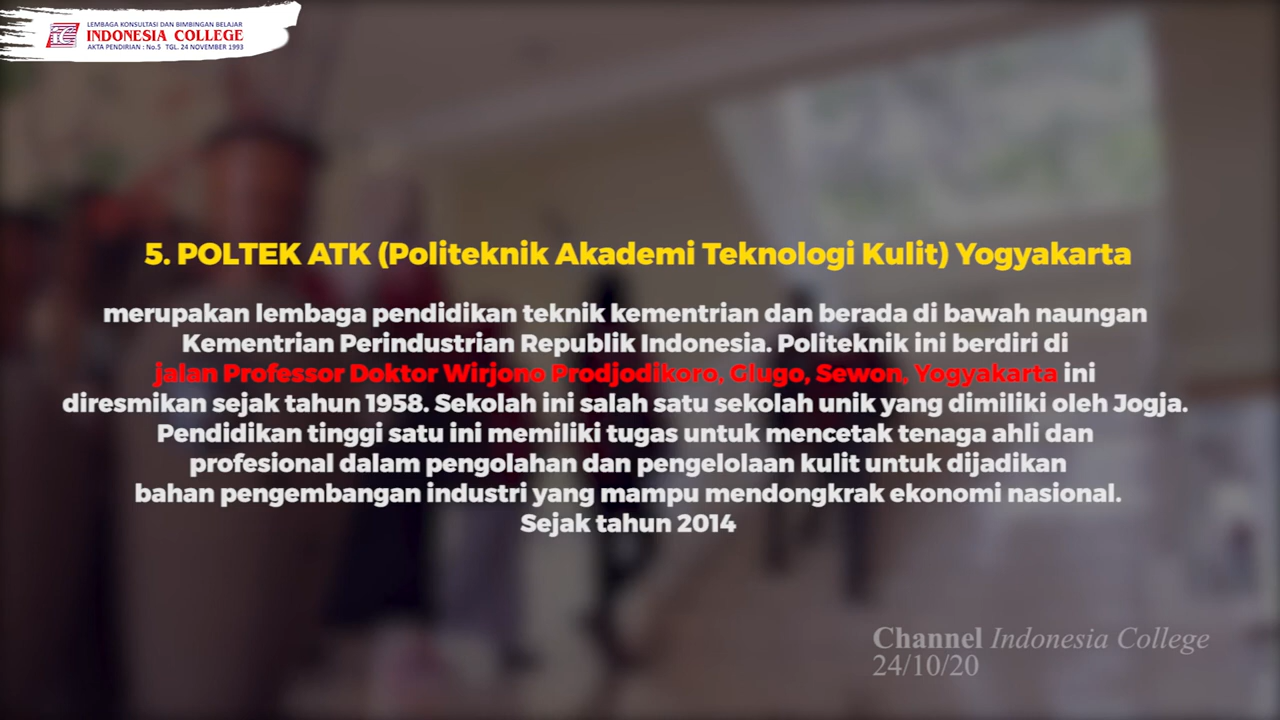 LEMBAGA KONSULTASI DAN BIMBINGAN BELAJAR
IC INDONESIA COLLEGE
AKTA PENDIRIAN : No.5 TGL. 24 NOVEMBER 1993
5. POLTEK ATK (Politeknik Akademi Teknologi Kulit) Yogyakarta
merupakan lembaga pendidikan teknik kementrian dan berada di bawah naungan
Kementrian Perindustrian Republik Indonesia. Politeknik ini berdiri di
jalan Professor Doktor Wirjono Prodjodikoro, Glugo, Sewon, Yogyakarta ini
diresmikan sejak tahun 1958. Sekolah ini salah satu sekolah unik yang dimiliki oleh Jogja.
Pendidikan tinggi satu ini memiliki tugas untuk mencetak tenaga ahli dan
profesional dalam pengolahan dan pengelolaan kulit untuk dijadikan
bahan pengembangan industri yang mampu mendongkrak ekonomi nasional.
Sejak tahun 2014
Channel Indonesia College
24/10/20